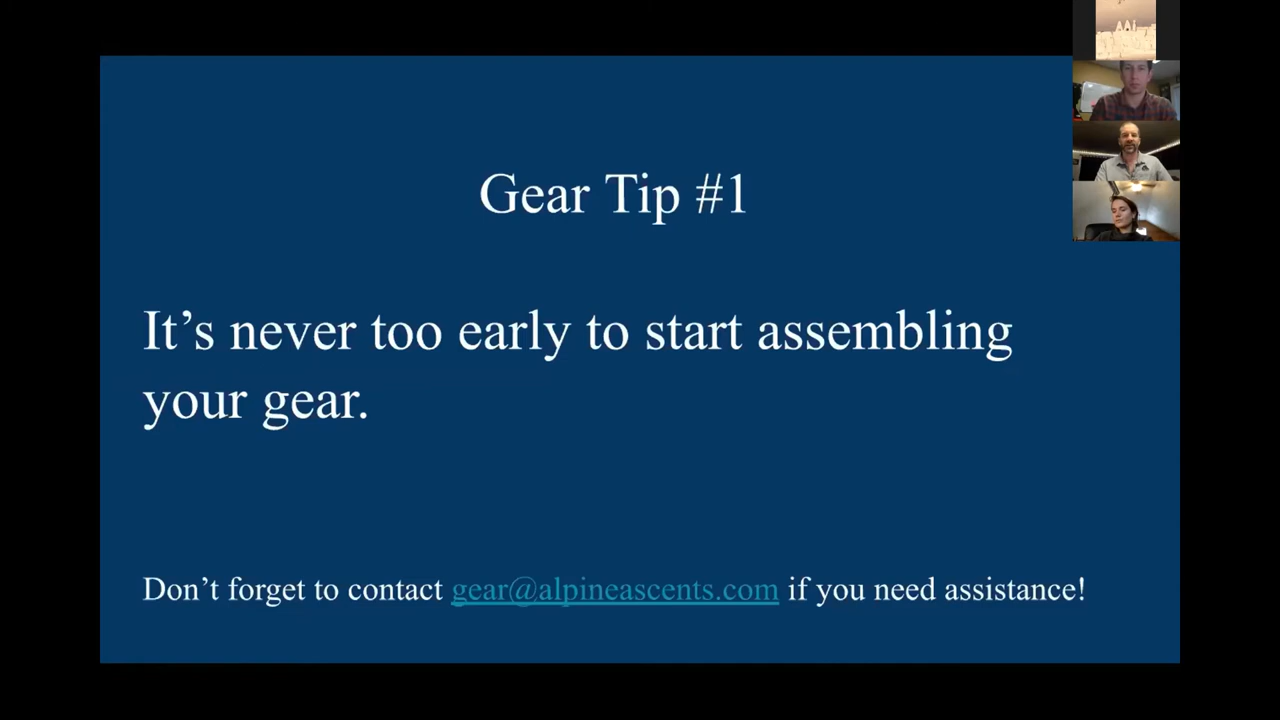 Gear Tip #1
It’s never too early to start assembling
your gear.
Don’t forget to contact gear@alpineascents.com if you need assistance!
AAi